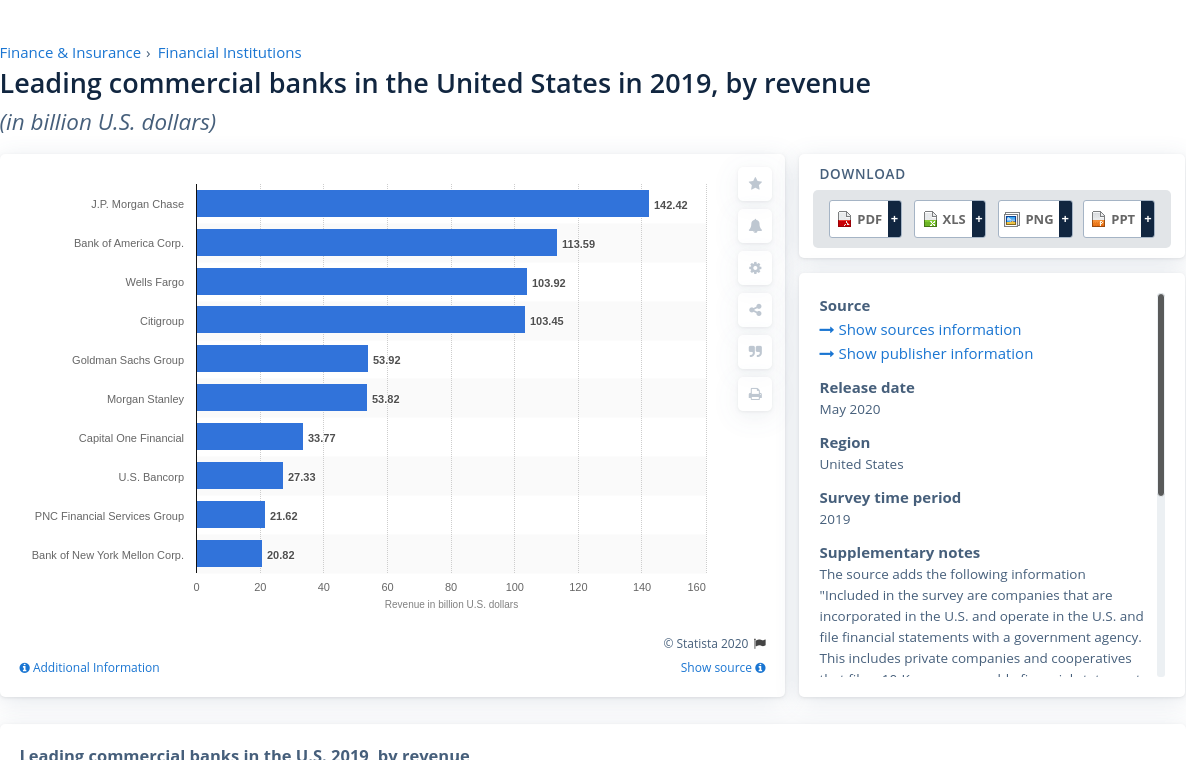 Finance & Insurance › Financial Institutions
Leading commercial banks in the United States in 2019, by revenue
(in billion U.S. dollars)
J.P. Morgan Chase 142.42
Bank of America Corp. 113.59
Wells Fargo 103.92
Citigroup 103.45
Goldman Sachs Group 53.92
Morgan Stanley 53.82
Capital One Financial 33.77
U.S. Bancorp 27.33
PNC Financial Services Group 21.62
Bank of New York Mellon Corp. 20.82
0 20 40 60 80 100 120 140 160
Revenue in billion U.S. dollars
© Statista 2020
Additional Information
Show source
DOWNLOAD
PDF + XLS + PNG + PPT +
Source
Show sources information
Show publisher information
Release date
May 2020
Region
United States
Survey time period
2019
Supplementary notes
The source adds the following information
"Included in the survey are companies that are
incorporated in the U.S. and operate in the U.S. and
file financial statements with a government agency.
This includes private companies and cooperatives
Leading commercial banks in the U.S. 2019, by revenue